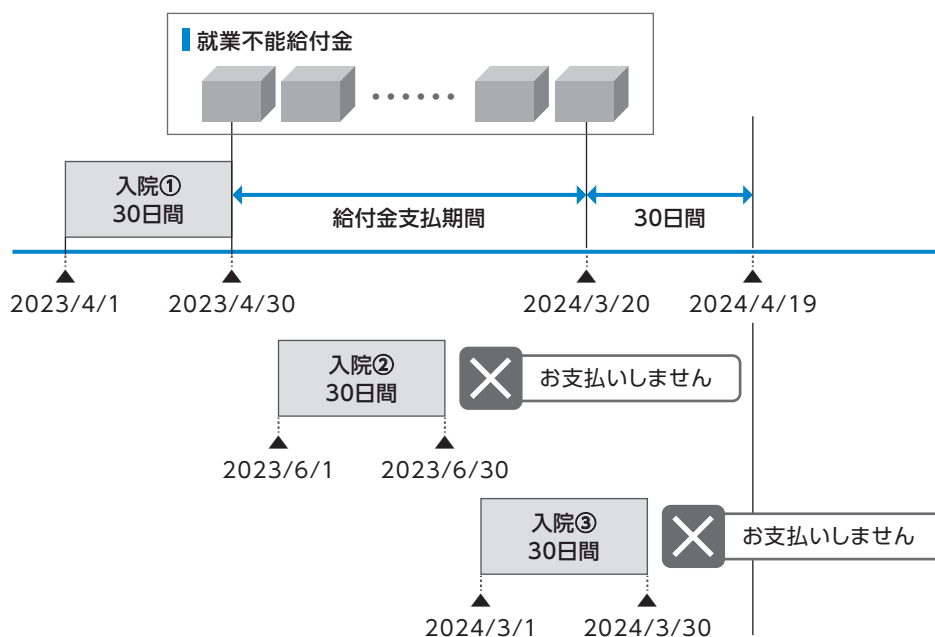 就業不能給付金
入院①
30日間
給付金支払期間
30日間
2023/4/1
2023/4/30
2024/3/20
2024/4/19
入院②
30日間
お支払いしません
2023/6/1
2023/6/30
入院③
30日間
お支払いしません
2024/3/1
2024/3/30